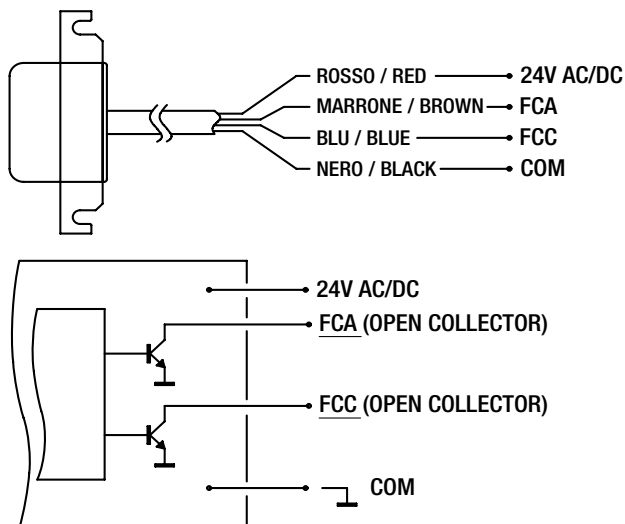 ROSSO / RED 24V AC/DC
MARRONE / BROWN FCA
BLU / BLUE FCC
NERO / BLACK COM
24V AC/DC
FCA (OPEN COLLECTOR)
FCC (OPEN COLLECTOR)
COM